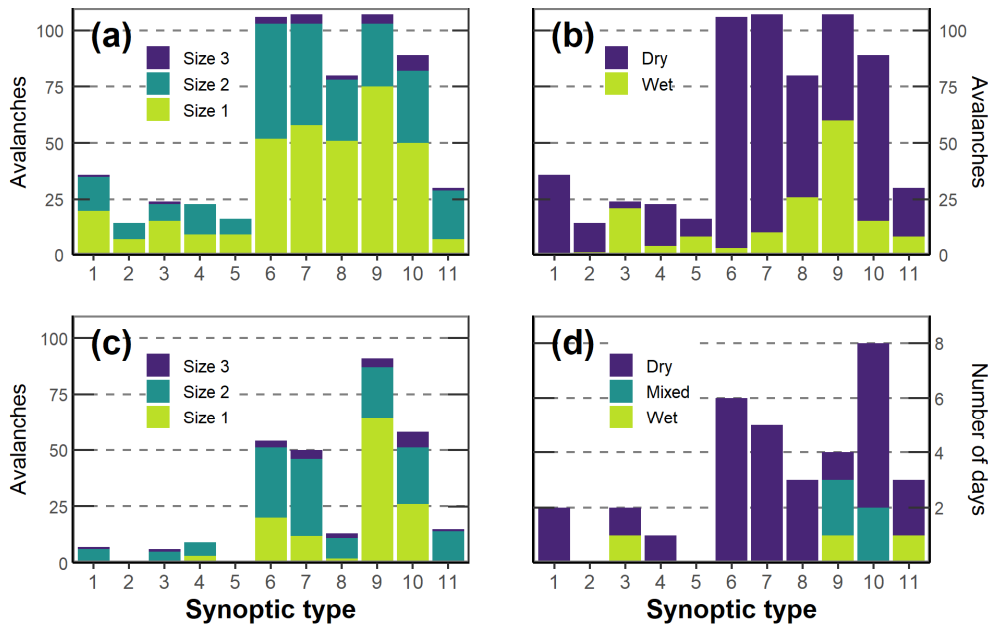 (a)
Size 3
Size 2
Size 1
Avalanches
100
75
50
25
0
1 2 3 4 5 6 7 8 9 10 11
(b)
Dry
Wet
Avalanches
100
75
50
25
0
1 2 3 4 5 6 7 8 9 10 11
(c)
Size 3
Size 2
Size 1
Avalanches
100
75
50
25
0
1 2 3 4 5 6 7 8 9 10 11
Synoptic type
(d)
Dry
Mixed
Wet
Number of days
8
6
4
2
1 2 3 4 5 6 7 8 9 10 11
Synoptic type